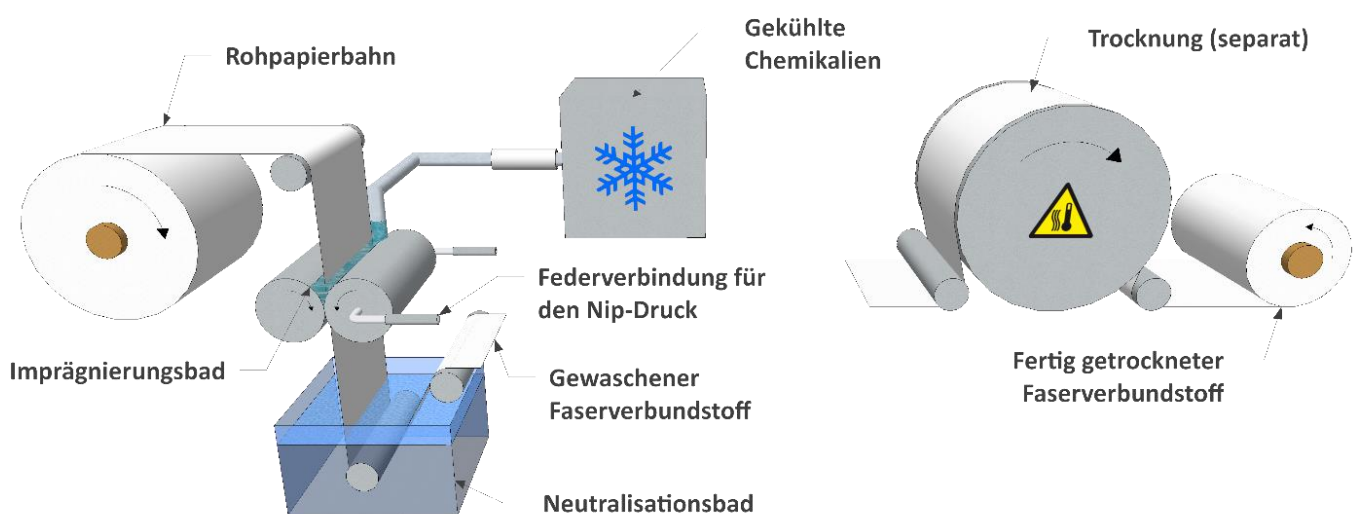 Rohpapierbahn
Gekühlte
Chemikalien
Trocknung (separat)
Federverbindung für
den Nip-Druck
Imprägnierungsbad
Gewaschener
Faserverbundstoff
Fertig getrockneter
Faserverbundstoff
Neutralisationsbad